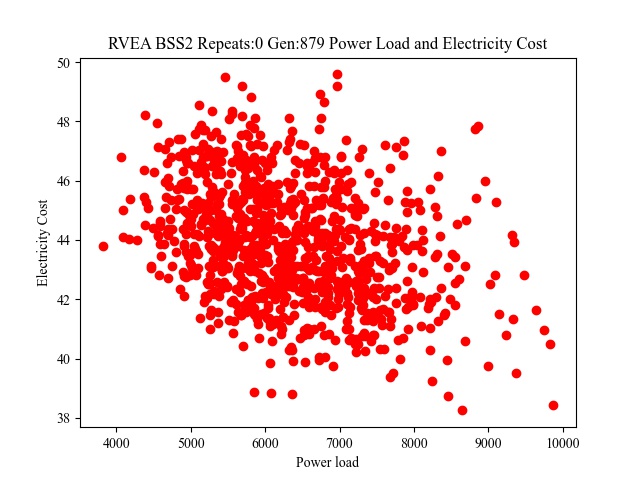 RVEA BSS2 Repeats:0 Gen:879 Power Load and Electricity Cost
50
48
46
44
42
40
38
Electricity Cost
4000 5000 6000 7000 8000 9000 10000
Power load